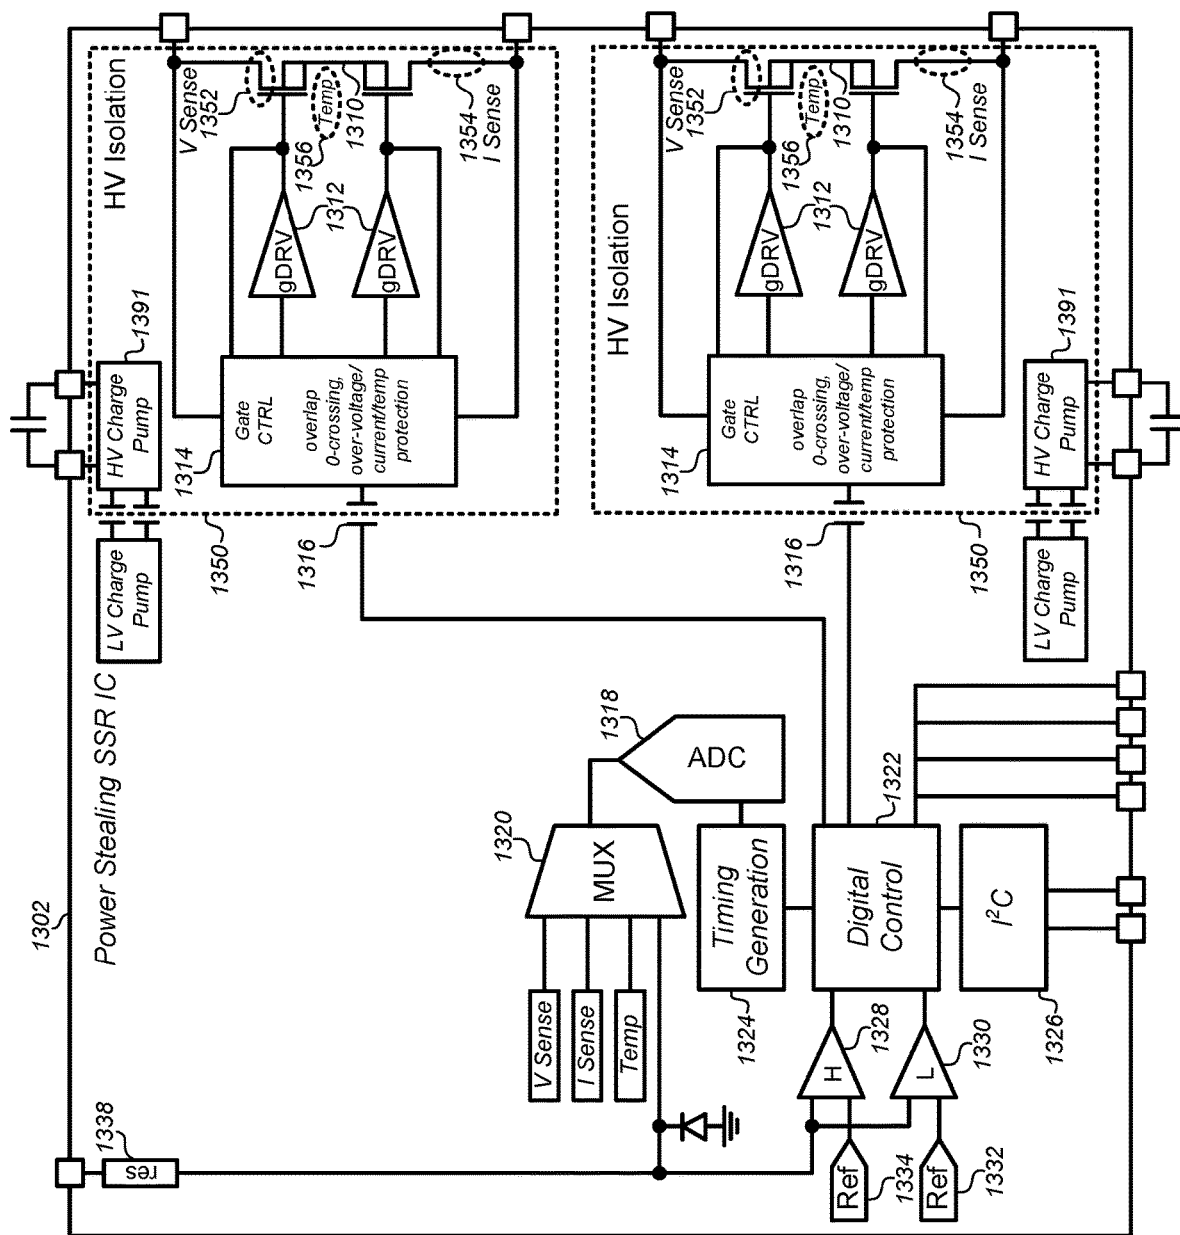 Power Stealing SSR IC
1302
res
1338
V Sense
I Sense
Temp
MUX
1320
ADC
1318
Timing
Generation
1324
Digital
Control
1322
I²C
1326
H
1328
L
1330
Ref
1334
Ref
1332
LV Charge
Pump
HV Charge
Pump
1391
1350
1316
HV Isolation
Gate
CTRL
overlap
0-crossing,
over-voltage/
current/temp
protection
1314
gDRV
gDRV
1312
V Sense
1352
Temp
1356
1310
1354
I Sense
HV Isolation
Gate
CTRL
overlap
0-crossing,
over-voltage/
current/temp
protection
1314
1316
1350
gDRV
gDRV
1312
V Sense
1352
Temp
1356
1310
1354
I Sense
LV Charge
Pump
HV Charge
Pump
1391